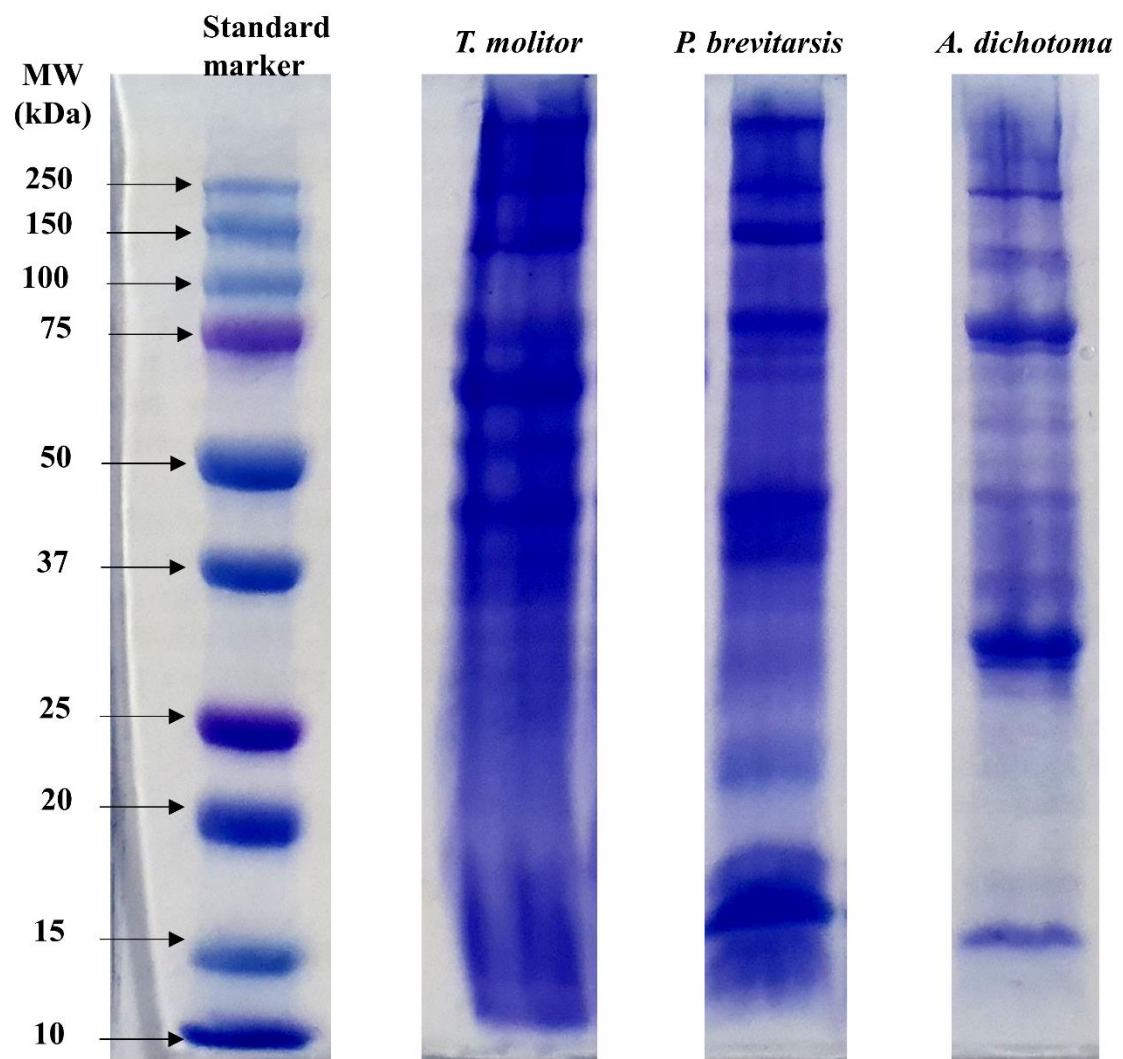 Standard
marker
T. molitor
P. brevitarsis
A. dichotoma
MW
(kDa)
250
150
100
75
50
37
25
20
15
10